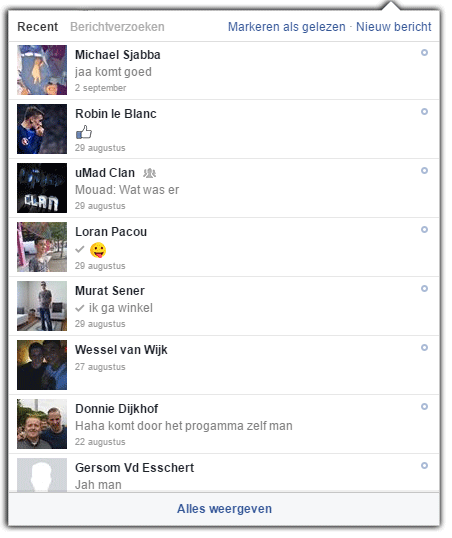 Recent Berichtverzoeken Markeren als gelezen · Nieuw bericht
Michael Sjabba
jaa komt goed
2 september
Robin le Blanc
29 augustus
uMad Clan
Mouad: Wat was er
29 augustus
CLAN
Loran Pacou
29 augustus
Murat Sener
ik ga winkel
29 augustus
Wessel van Wijk
27 augustus
Donnie Dijkhof
Haha komt door het progamma zelf man
22 augustus
Gersom Vd Esschert
Jah man
Alles weergeven